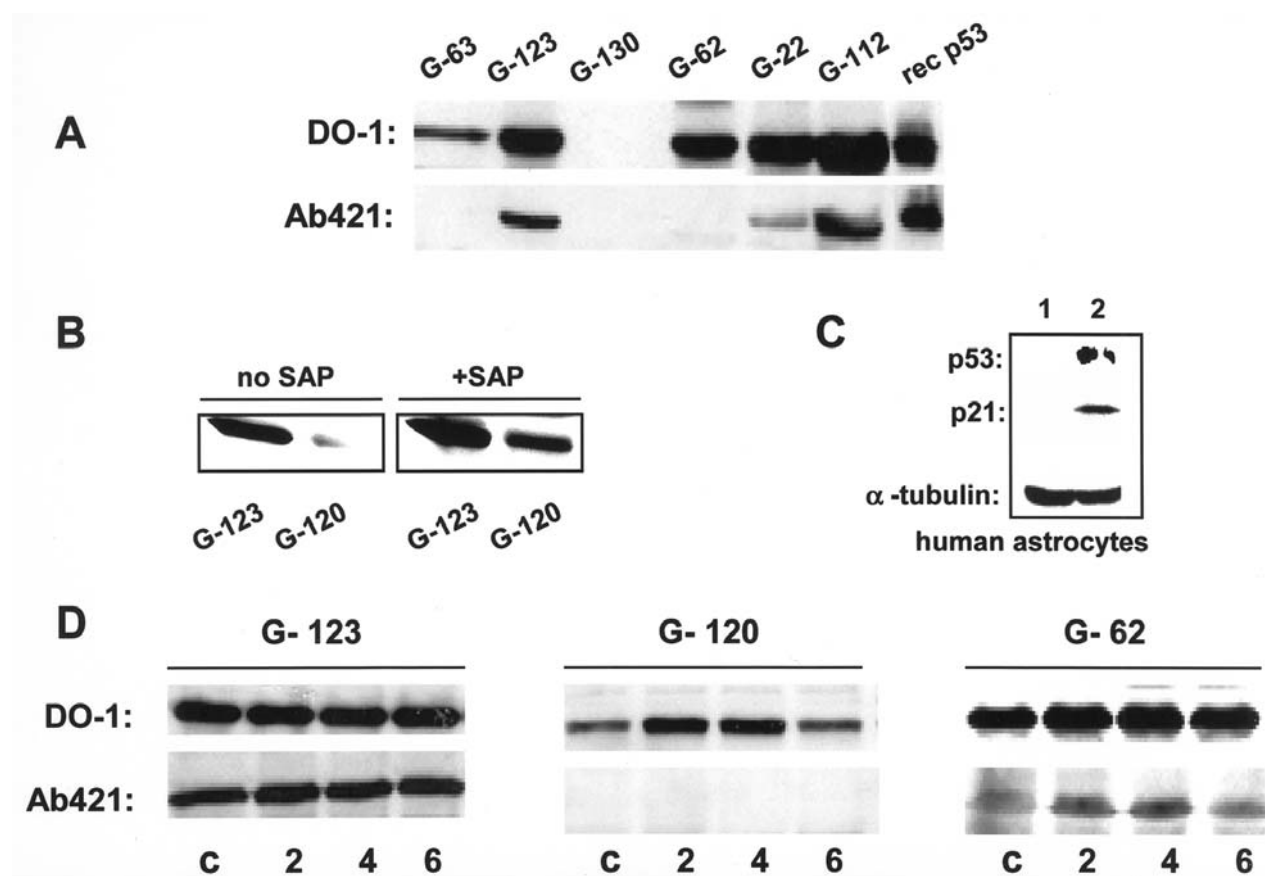 G-63 G-123 G-130 G-62 G-22 G-112 rec p53
A
DO-1:
Ab421:
B
no SAP +SAP
G-123 G-120 G-123 G-120
C
1 2
p53:
p21:
α-tubulin:
human astrocytes
D
G- 123 G- 120 G- 62
DO-1:
Ab421:
c 2 4 6 c 2 4 6 c 2 4 6